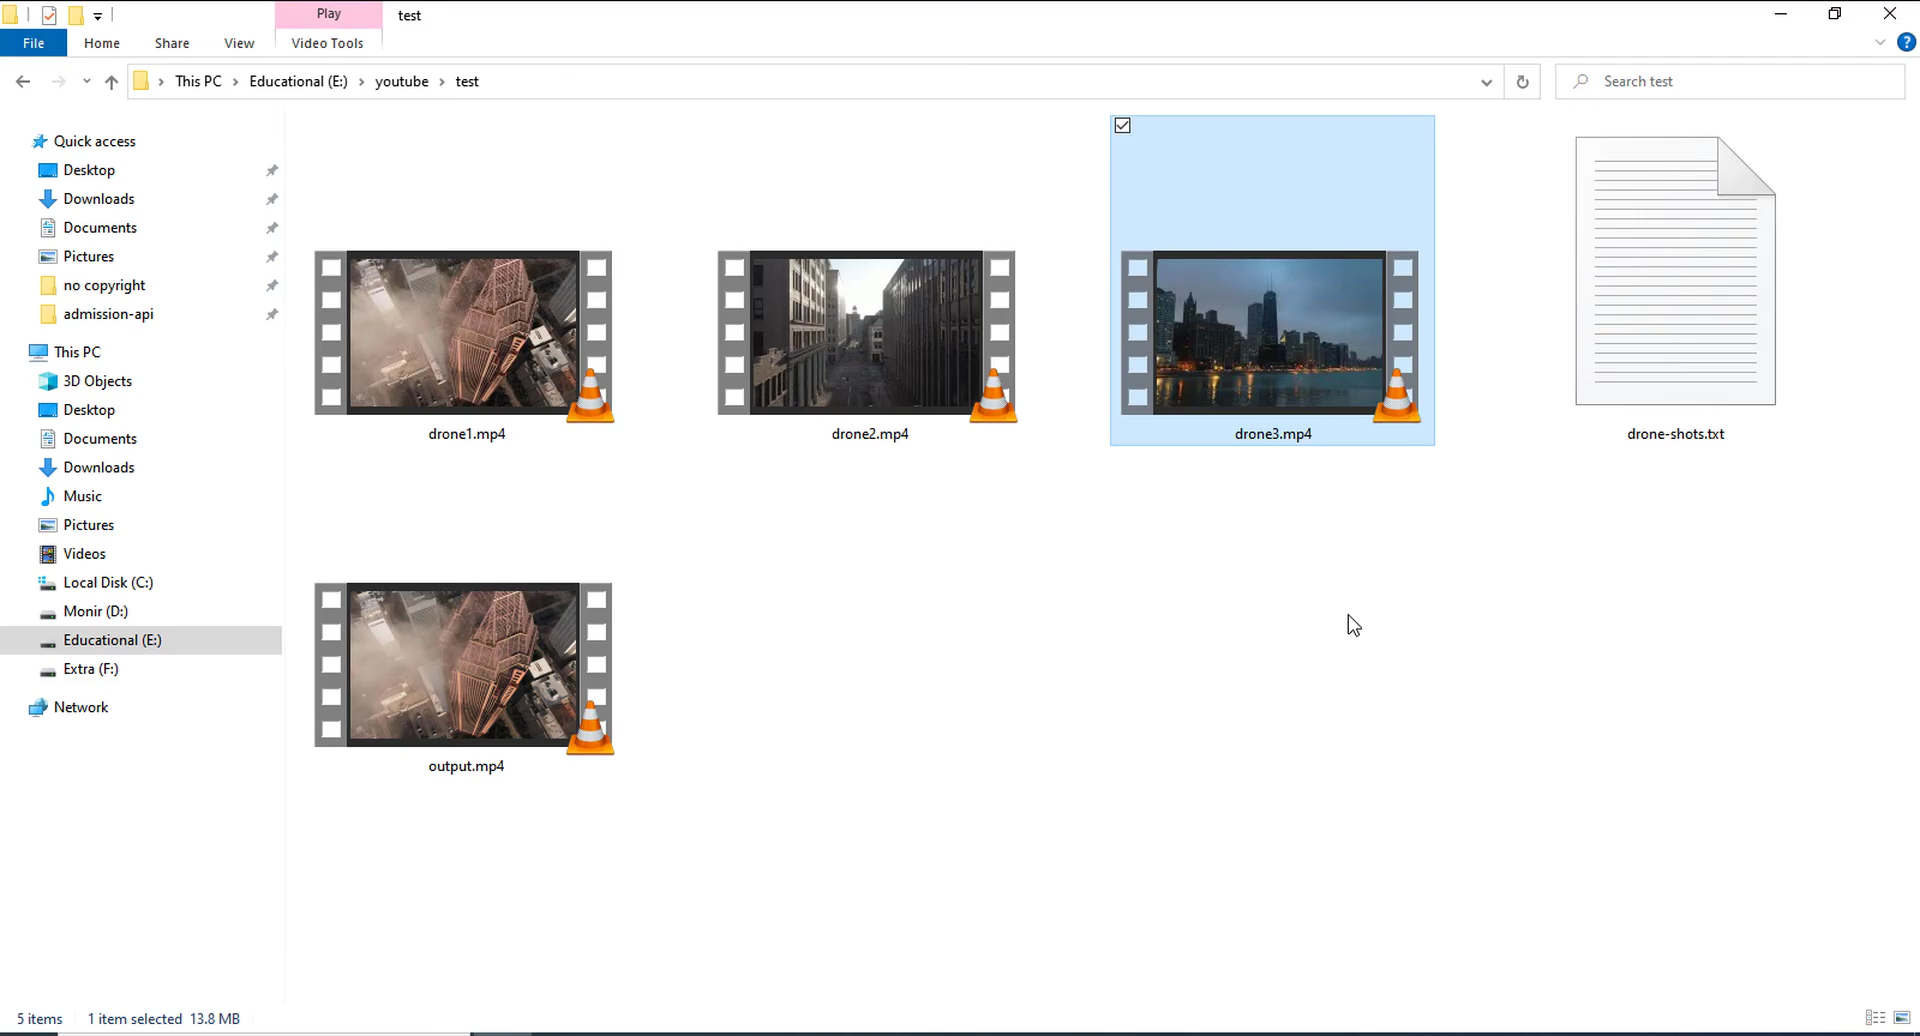 Play
test
File
Home
Share
View
Video Tools
?
This PC
Educational (E:)
youtube
test
Search test
Quick access
Desktop
Downloads
Documents
Pictures
no copyright
admission-api
This PC
3D Objects
Desktop
Documents
Downloads
Music
Pictures
Videos
Local Disk (C:)
Monir (D:)
Educational (E:)
Extra (F:)
Network
drone1.mp4
drone2.mp4
drone3.mp4
drone-shots.txt
output.mp4
5 items
1 item selected 13.8 MB